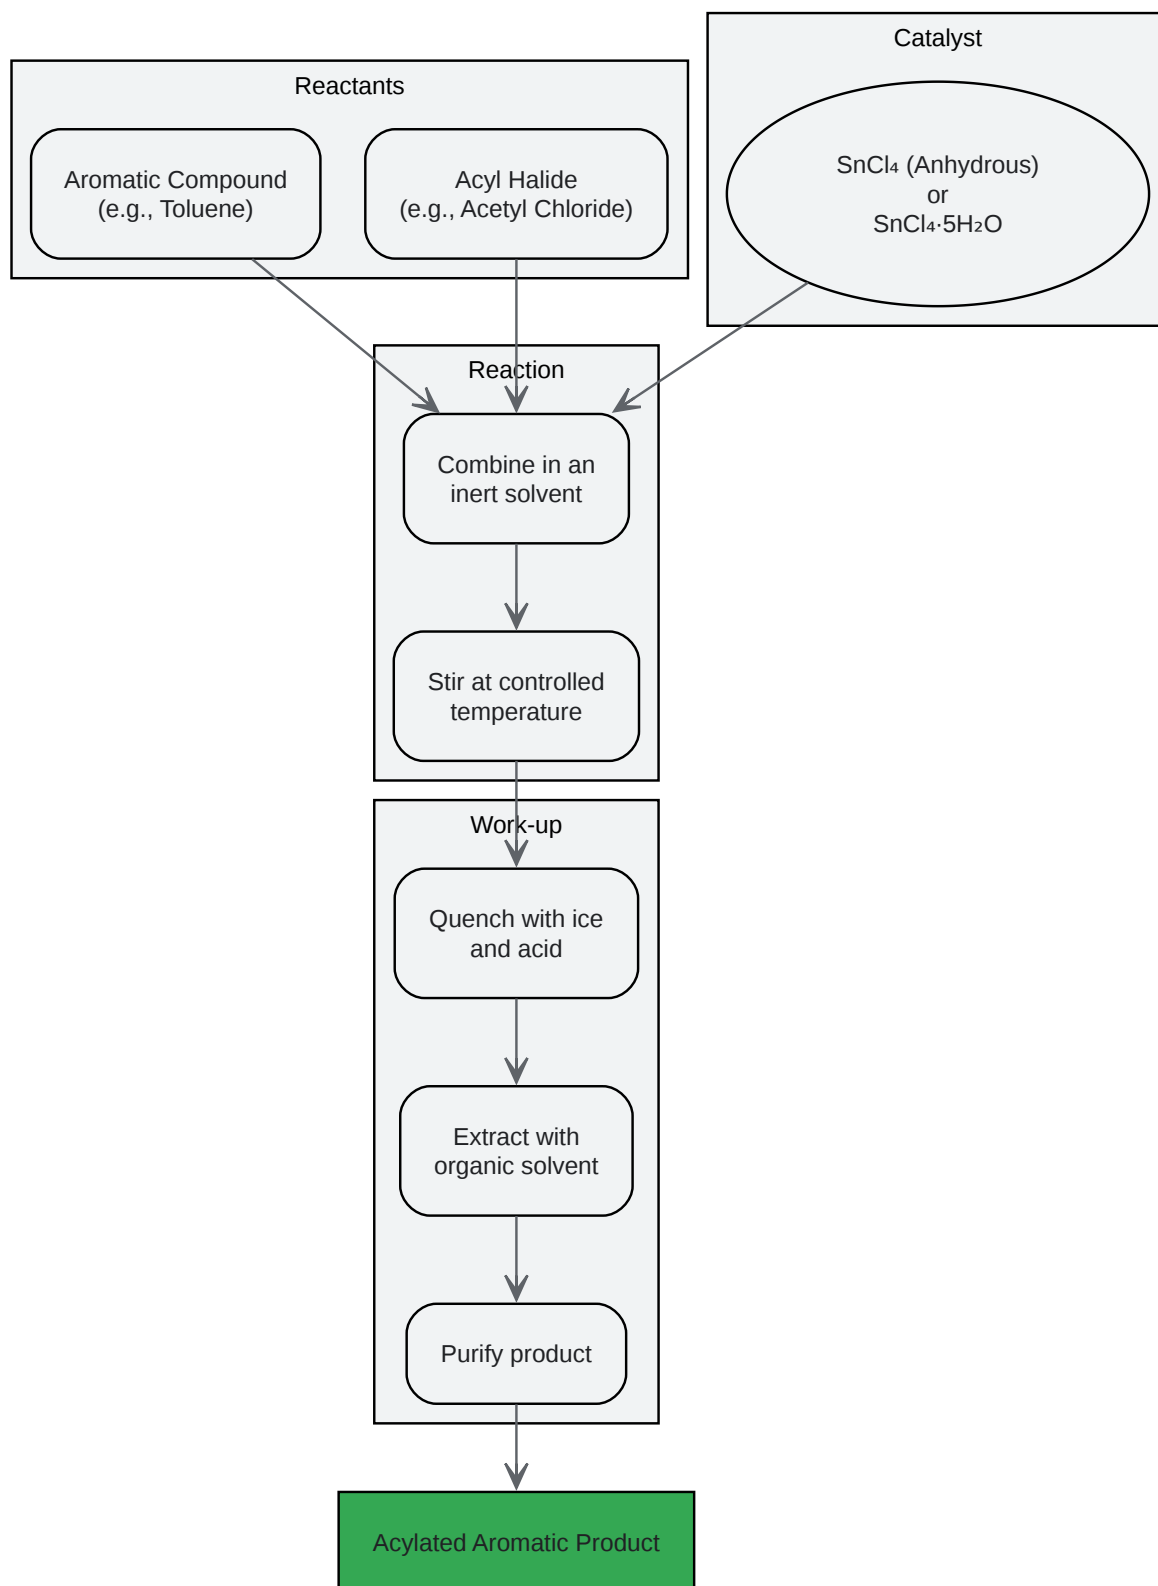 Catalyst
Reactants
Aromatic Compound
(e.g., Toluene)
Acyl Halide
(e.g., Acetyl Chloride)
SnCl₄ (Anhydrous)
or
SnCl₄·5H₂O
Reaction
Combine in an
inert solvent
Stir at controlled
temperature
Work-up
Quench with ice
and acid
Extract with
organic solvent
Purify product
Acylated Aromatic Product